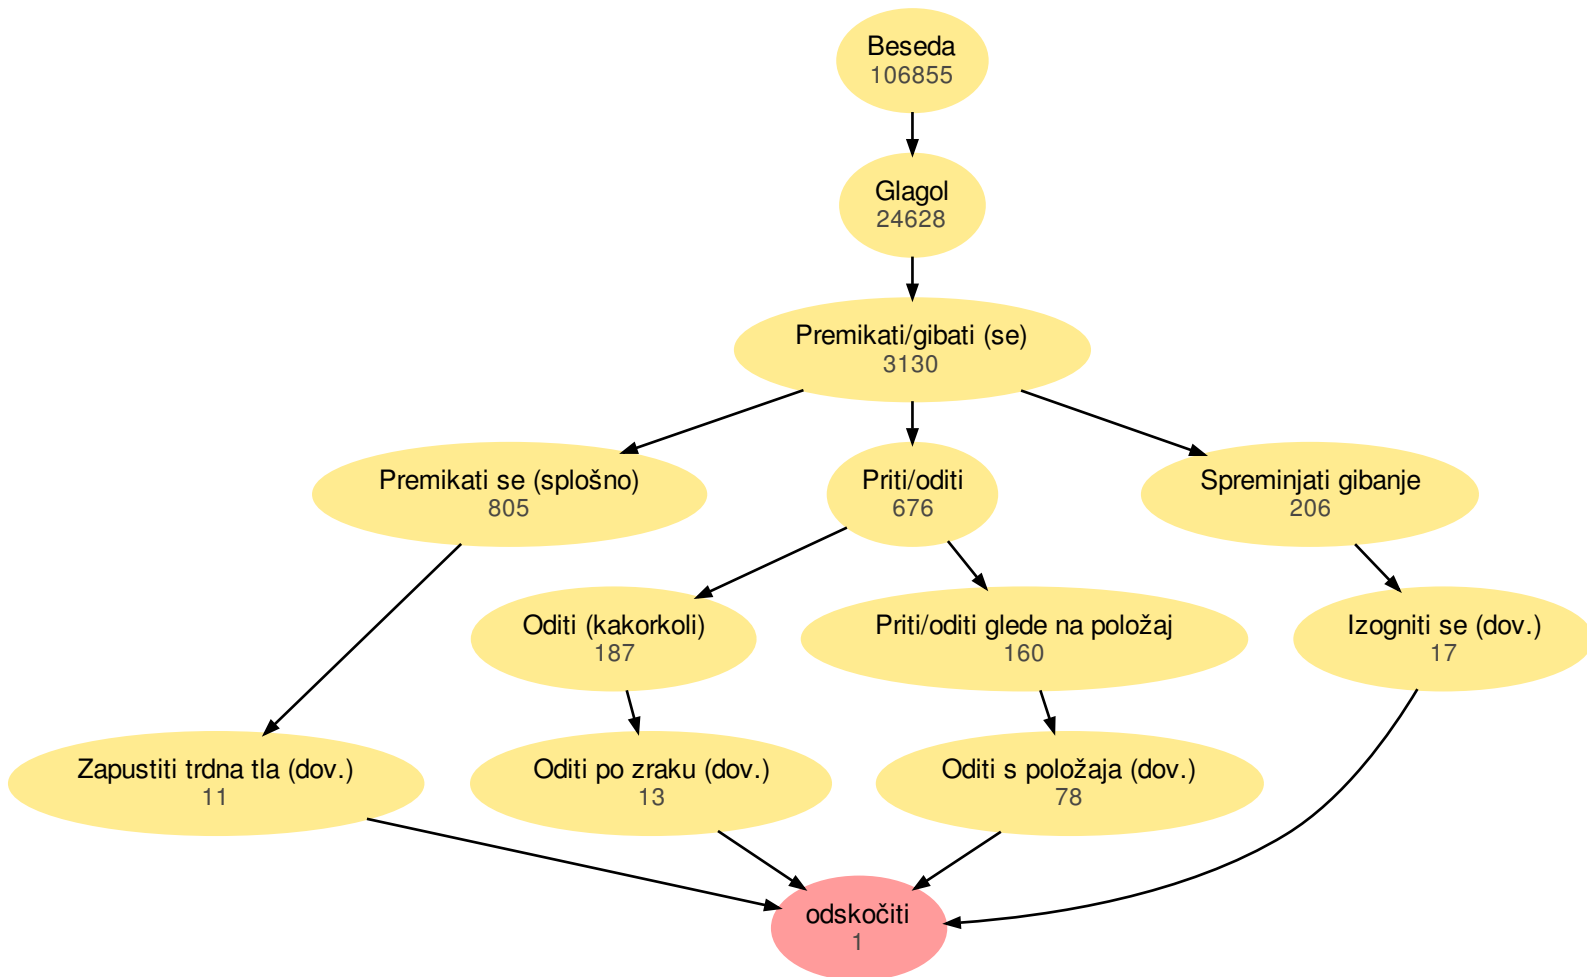 Beseda
106855
Glagol
24628
Premikati/gibati (se)
3130
Premikati se (splošno)
805
Priti/oditi
676
Spreminjati gibanje
206
Oditi (kakorkoli)
187
Priti/oditi glede na položaj
160
Izogniti se (dov.)
17
Zapustiti trdna tla (dov.)
11
Oditi po zraku (dov.)
13
Oditi s položaja (dov.)
78
odskočiti
1